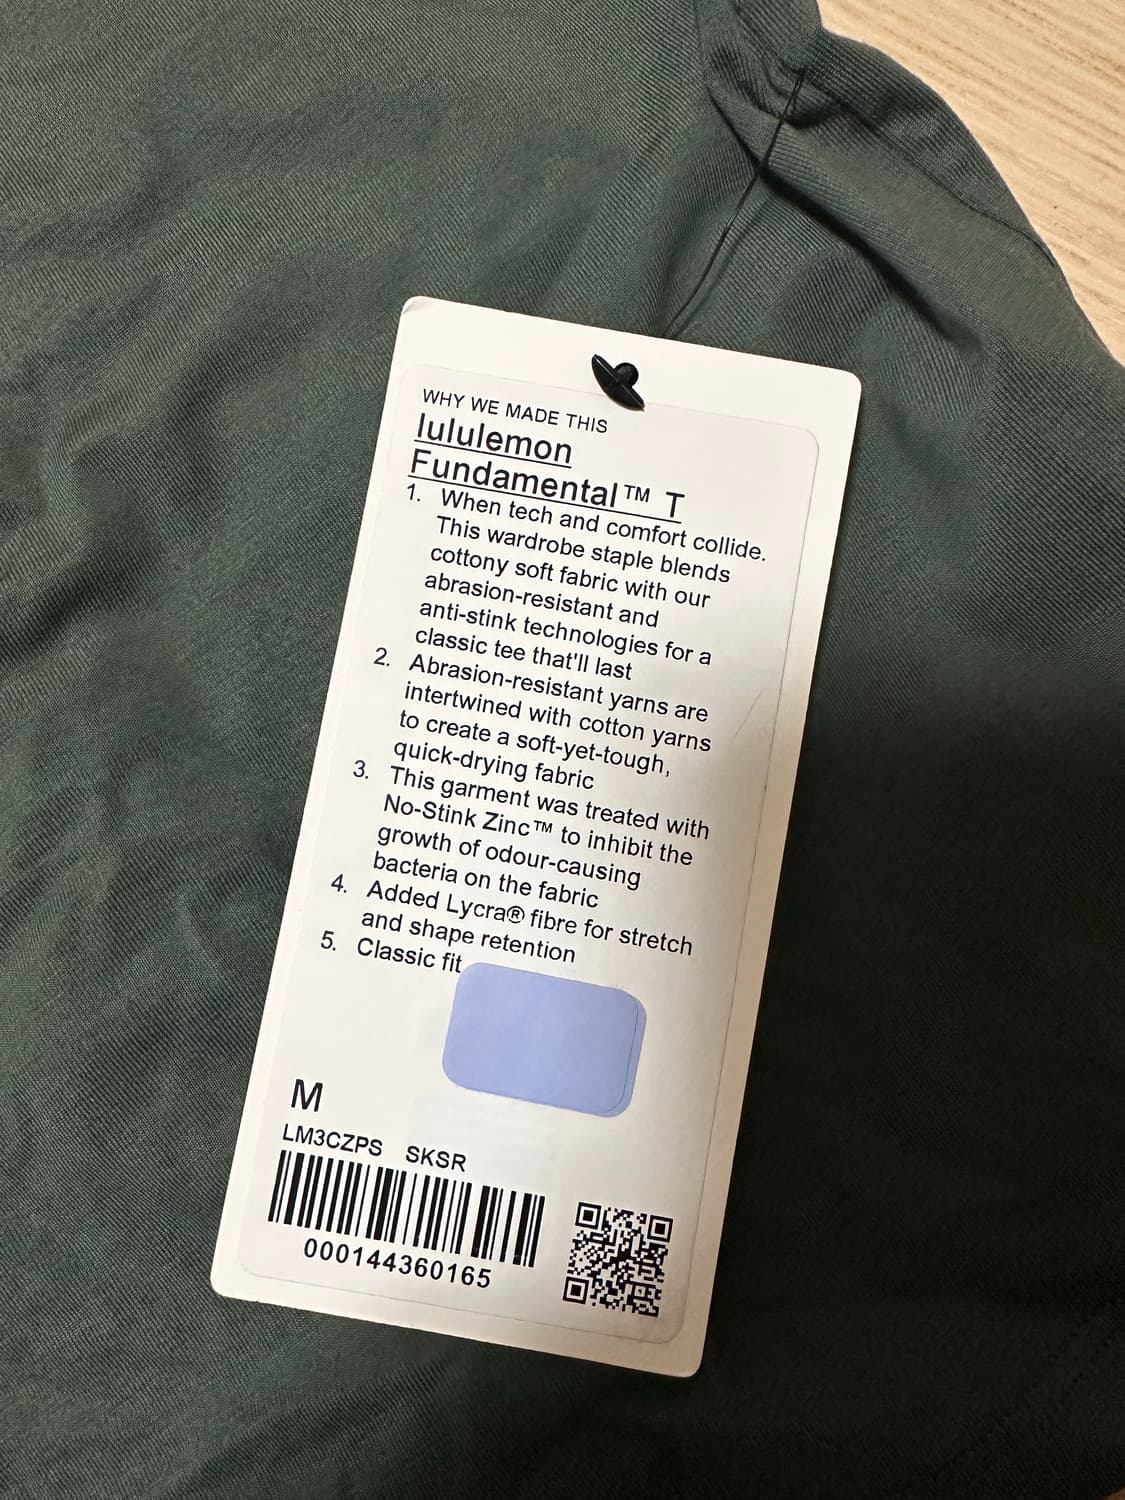 WHY WE MADE THIS
lululemon
Fundamental™ T
1. When tech and comfort collide.
This wardrobe staple blends
cottony soft fabric with our
abrasion-resistant and
anti-stink technologies for a
classic tee that'll last
2. Abrasion-resistant yarns are
intertwined with cotton yarns
to create a soft-yet-tough,
quick-drying fabric
3. This garment was treated with
No-Stink Zinc™ to inhibit the
growth of odour-causing
bacteria on the fabric
4. Added Lycra® fibre for stretch
and shape retention
5. Classic fit
M
LM3CZPS SKSR
000144360165